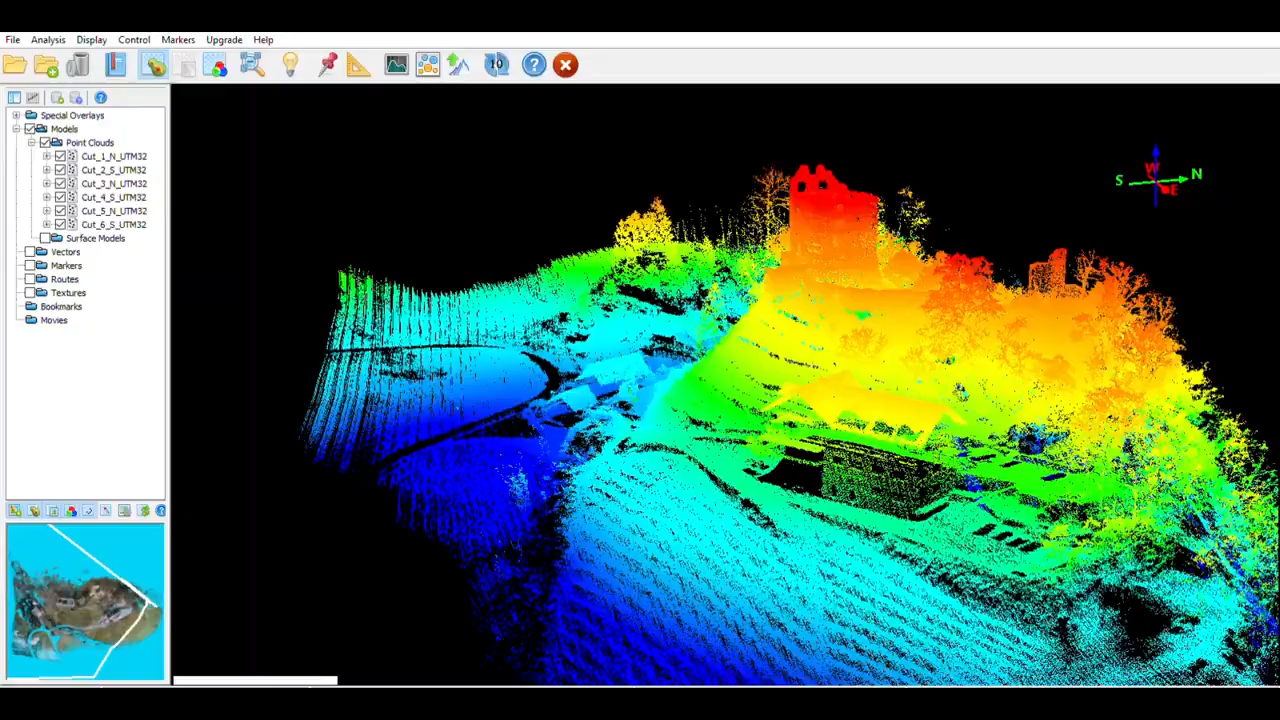 File Analysis Display Control Markers Upgrade Help
10
Special Overlays
Models
Point Clouds
Cut_1_N_UTM32
Cut_2_S_UTM32
Cut_3_N_UTM32
Cut_4_S_UTM32
Cut_5_N_UTM32
Cut_6_S_UTM32
Surface Models
Vectors
Markers
Routes
Textures
Bookmarks
Movies
W
S N
E